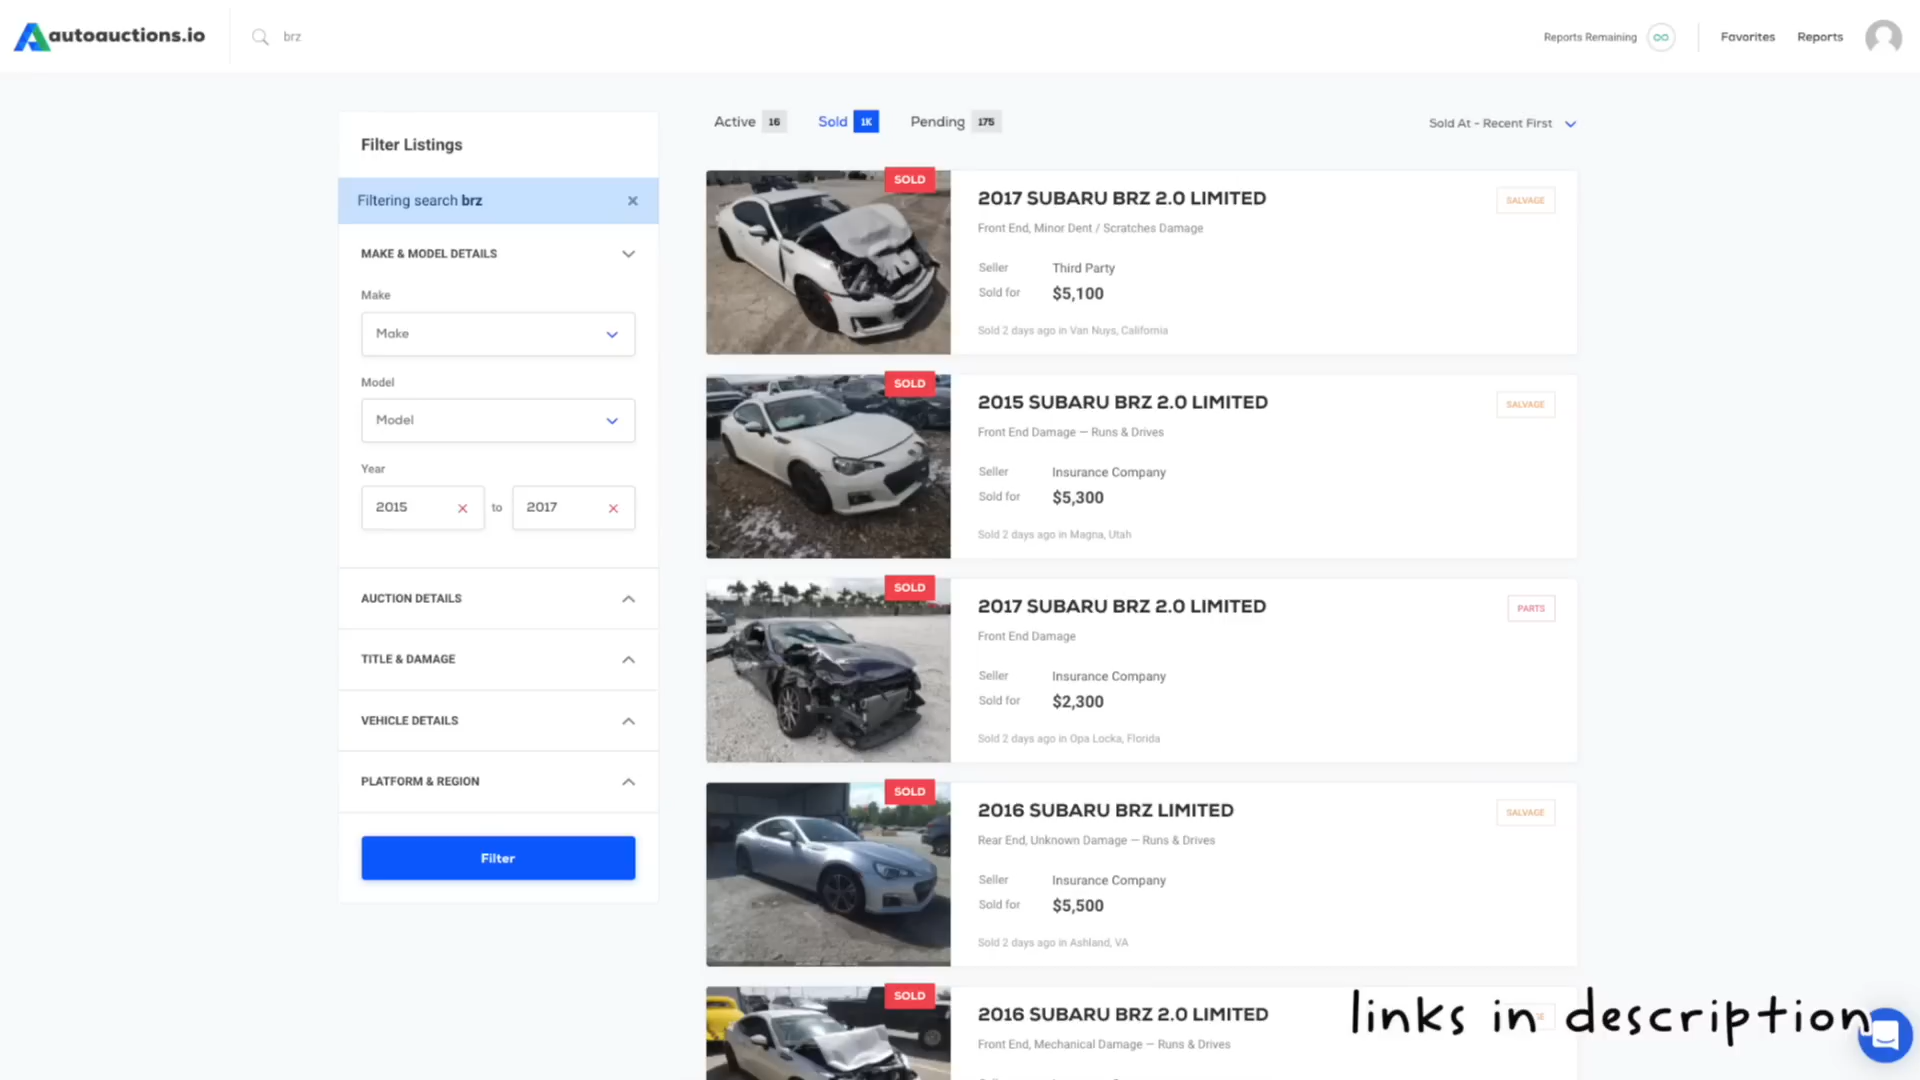 autoauctions.io
brz
Reports Remaining
Favorites
Reports
Filter Listings
Filtering search brz
MAKE & MODEL DETAILS
Make
Make
Model
Model
Year
2015 to 2017
AUCTION DETAILS
TITLE & DAMAGE
VEHICLE DETAILS
PLATFORM & REGION
Filter
Active 16
Sold 1K
Pending 175
Sold At - Recent First
SOLD
2017 SUBARU BRZ 2.0 LIMITED
SALVAGE
Front End, Minor Dent / Scratches Damage
Seller Third Party
Sold for $5,100
Sold 2 days ago in Van Nuys, California
SOLD
2015 SUBARU BRZ 2.0 LIMITED
SALVAGE
Front End Damage — Runs & Drives
Seller Insurance Company
Sold for $5,300
Sold 2 days ago in Magna, Utah
SOLD
2017 SUBARU BRZ 2.0 LIMITED
PARTS
Front End Damage
Seller Insurance Company
Sold for $2,300
Sold 2 days ago in Opa Locka, Florida
SOLD
2016 SUBARU BRZ LIMITED
SALVAGE
Rear End, Unknown Damage — Runs & Drives
Seller Insurance Company
Sold for $5,500
Sold 2 days ago in Ashland, VA
SOLD
2016 SUBARU BRZ 2.0 LIMITED
Front End, Mechanical Damage — Runs & Drives
links in description